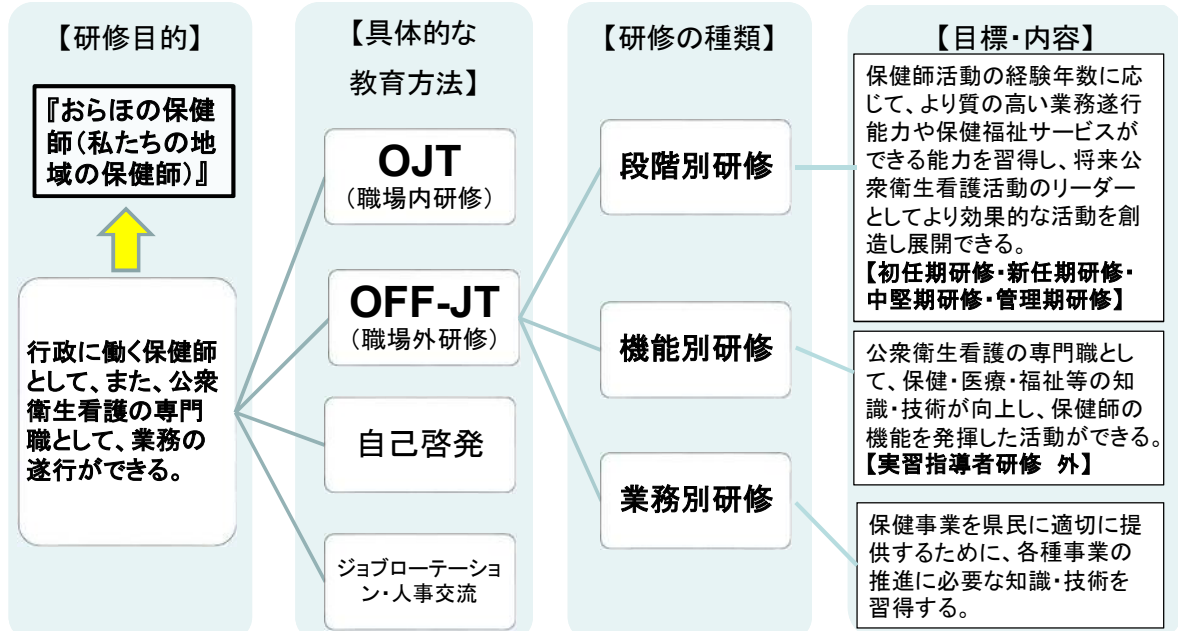 【研修目的】
『おらほの保健
師(私たちの地
域の保健師)』
行政に働く保健師
として、また、公衆
衛生看護の専門
職として、業務の
遂行ができる。
【具体的な
教育方法】
OJT
(職場内研修)
OFF-JT
(職場外研修)
自己啓発
ジョブローテーショ
ン・人事交流
【研修の種類】
段階別研修
機能別研修
業務別研修
【目標・内容】
保健師活動の経験年数に応
じて、より質の高い業務遂行
能力や保健福祉サービスが
できる能力を習得し、将来公
衆衛生看護活動のリーダー
としてより効果的な活動を創
造し展開できる。
【初任期研修・新任期研修・
中堅期研修・管理期研修】
公衆衛生看護の専門職とし
て、保健・医療・福祉等の知
識・技術が向上し、保健師の
機能を発揮した活動ができる。
【実習指導者研修 外】
保健事業を県民に適切に提
供するために、各種事業の
推進に必要な知識・技術を
習得する。